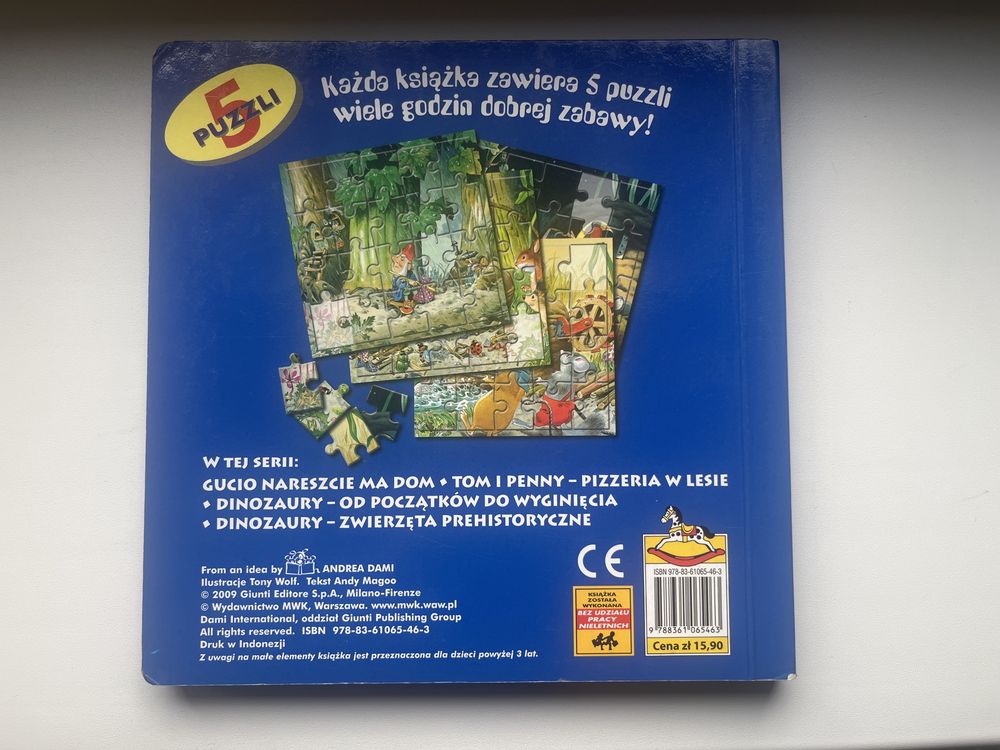 5
PUZZLI
Każda książka zawiera 5 puzzli
wiele godzin dobrej zabawy!
W TEJ SERII:
GUCIO NARESZCIE MA DOM • TOM I PENNY – PIZZERIA W LESIE
• DINOZAURY – OD POCZĄTKÓW DO WYGINIĘCIA
• DINOZAURY – ZWIERZĘTA PREHISTORYCZNE
From an idea by ANDREA DAMI
Ilustracje Tony Wolf. Tekst Andy Magoo
© 2009 Giunti Editore S.p.A., Milano-Firenze
© Wydawnictwo MWK, Warszawa. www.mwk.waw.pl
Dami International, oddział Giunti Publishing Group
All rights reserved. ISBN 978-83-61065-46-3
Druk w Indonezji
Z uwagi na małe elementy książka jest przeznaczona dla dzieci powyżej 3 lat.
CE
KSIĄŻKA
ZOSTAŁA
WYKONANA
BEZ UDZIAŁU
PRACY
NIELETNICH
ISBN 978-83-61065-46-3
9 788361 065463
Cena zł 15,90